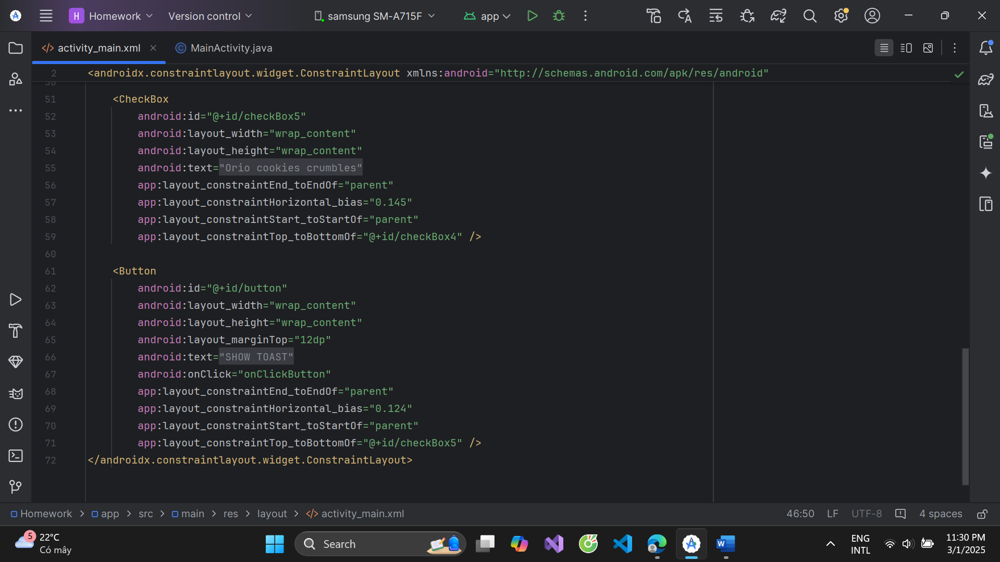 H Homework Version control samsung SM-A715F app
activity_main.xml MainActivity.java
2 <androidx.constraintlayout.widget.ConstraintLayout xmlns:android="http://schemas.android.com/apk/res/android"
50
51 <CheckBox
52 android:id="@+id/checkBox5"
53 android:layout_width="wrap_content"
54 android:layout_height="wrap_content"
55 android:text="Orio cookies crumbles"
56 app:layout_constraintEnd_toEndOf="parent"
57 app:layout_constraintHorizontal_bias="0.145"
58 app:layout_constraintStart_toStartOf="parent"
59 app:layout_constraintTop_toBottomOf="@+id/checkBox4" />
60
61 <Button
62 android:id="@+id/button"
63 android:layout_width="wrap_content"
64 android:layout_height="wrap_content"
65 android:layout_marginTop="12dp"
66 android:text="SHOW TOAST"
67 android:onClick="onClickButton"
68 app:layout_constraintEnd_toEndOf="parent"
69 app:layout_constraintHorizontal_bias="0.124"
70 app:layout_constraintStart_toStartOf="parent"
71 app:layout_constraintTop_toBottomOf="@+id/checkBox5" />
72 </androidx.constraintlayout.widget.ConstraintLayout>
Homework > app > src > main > res > layout > activity_main.xml 46:50 LF UTF-8 4 spaces
5 22°C
Có mây
Search
ENG
INTL
11:30 PM
3/1/2025